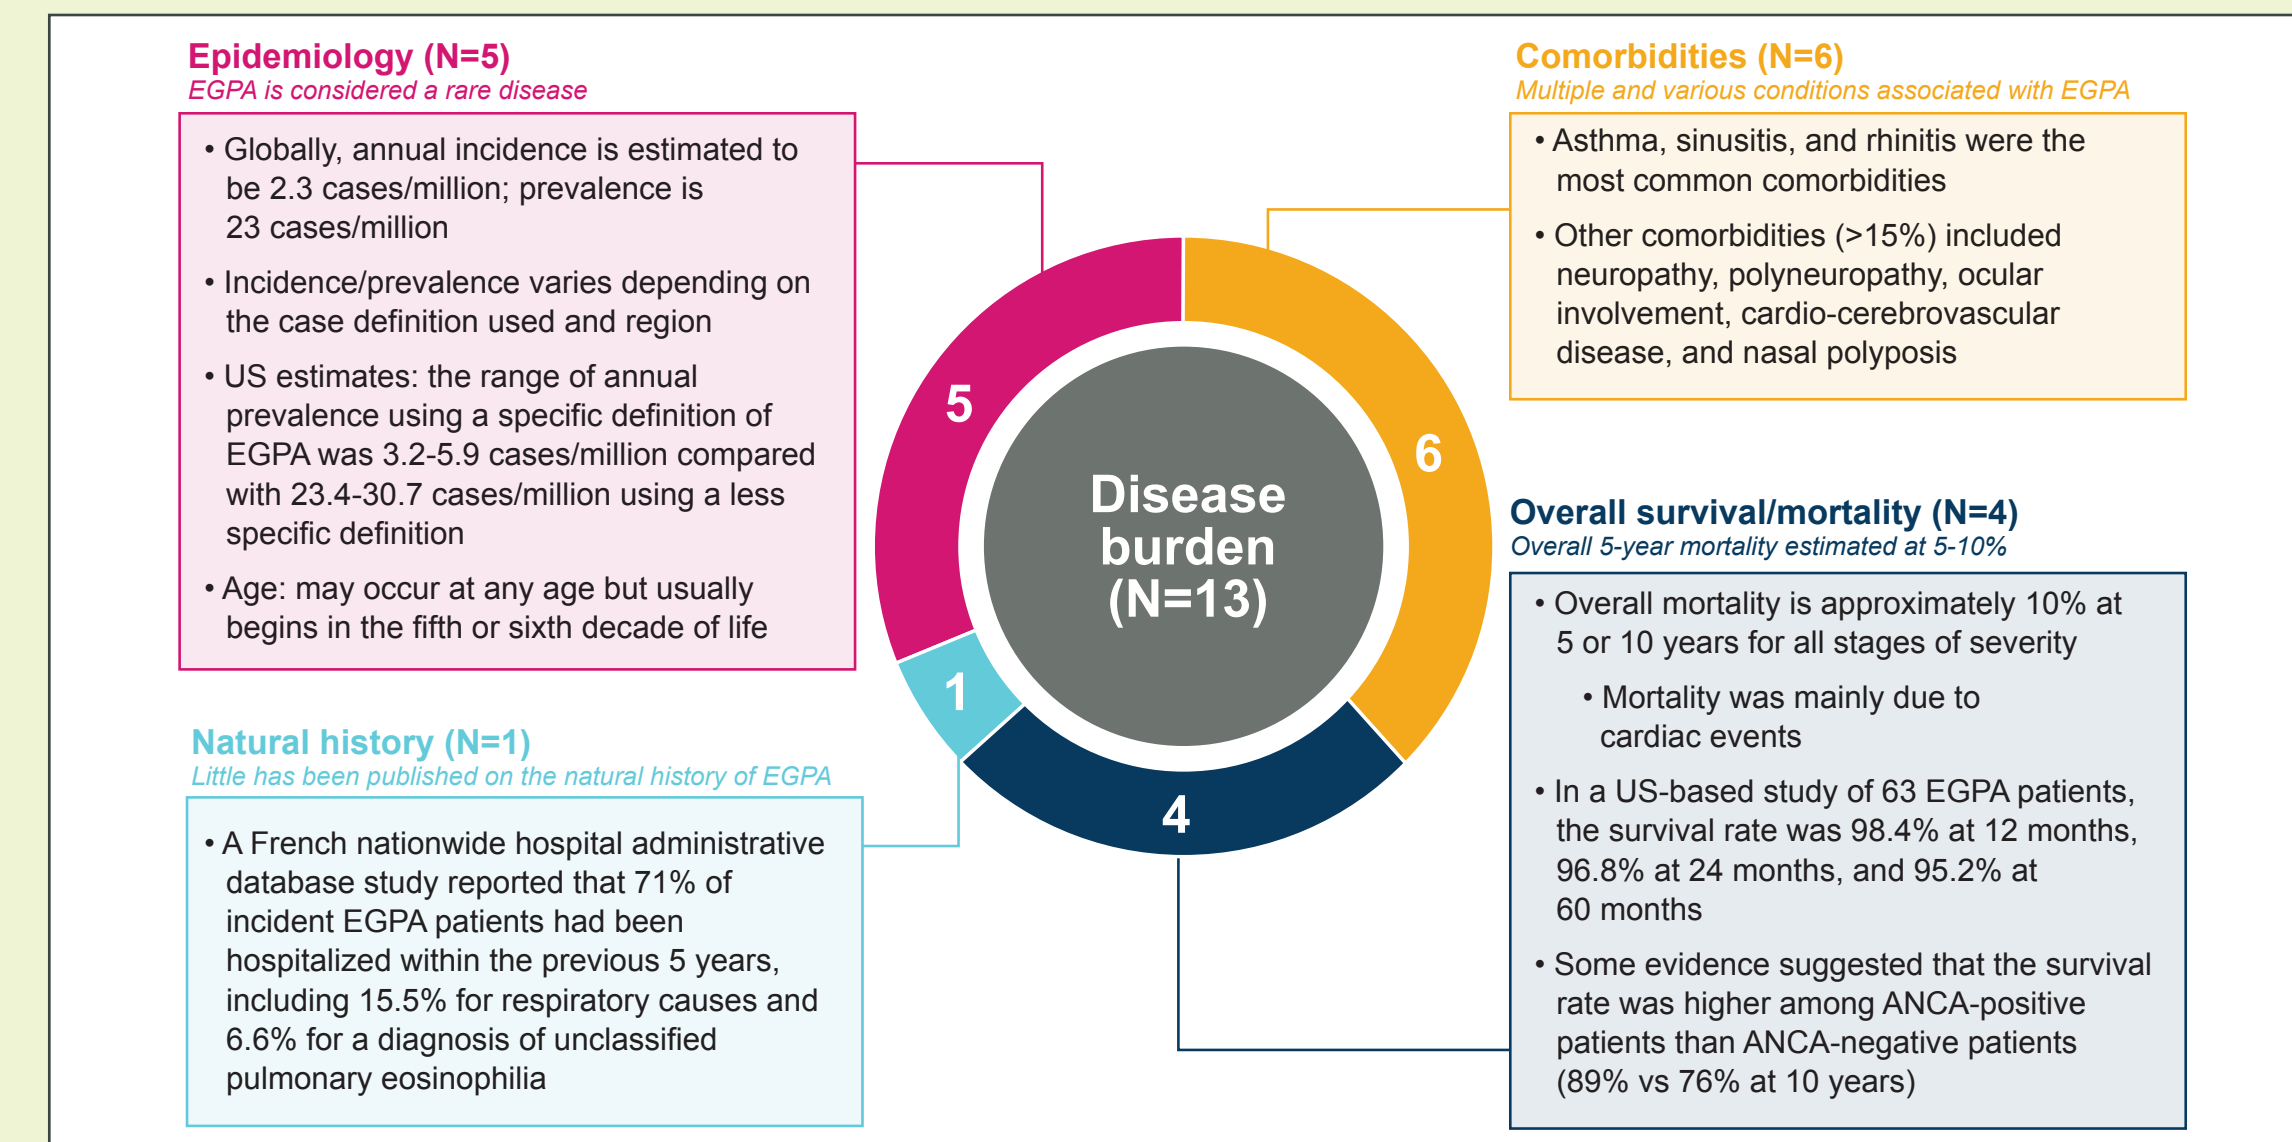 Epidemiology (N=5)
EGPA is considered a rare disease
• Globally, annual incidence is estimated to
be 2.3 cases/million; prevalence is
23 cases/million
• Incidence/prevalence varies depending on
the case definition used and region
• US estimates: the range of annual
prevalence using a specific definition of
EGPA was 3.2-5.9 cases/million compared
with 23.4-30.7 cases/million using a less
specific definition
• Age: may occur at any age but usually
begins in the fifth or sixth decade of life
Natural history (N=1)
Little has been published on the natural history of EGPA
• A French nationwide hospital administrative
database study reported that 71% of
incident EGPA patients had been
hospitalized within the previous 5 years,
including 15.5% for respiratory causes and
6.6% for a diagnosis of unclassified
pulmonary eosinophilia
5
6
1
4
Disease
burden
(N=13)
Comorbidities (N=6)
Multiple and various conditions associated with EGPA
• Asthma, sinusitis, and rhinitis were the
most common comorbidities
• Other comorbidities (>15%) included
neuropathy, polyneuropathy, ocular
involvement, cardio-cerebrovascular
disease, and nasal polyposis
Overall survival/mortality (N=4)
Overall 5-year mortality estimated at 5-10%
• Overall mortality is approximately 10% at
5 or 10 years for all stages of severity
• Mortality was mainly due to
cardiac events
• In a US-based study of 63 EGPA patients,
the survival rate was 98.4% at 12 months,
96.8% at 24 months, and 95.2% at
60 months
• Some evidence suggested that the survival
rate was higher among ANCA-positive
patients than ANCA-negative patients
(89% vs 76% at 10 years)